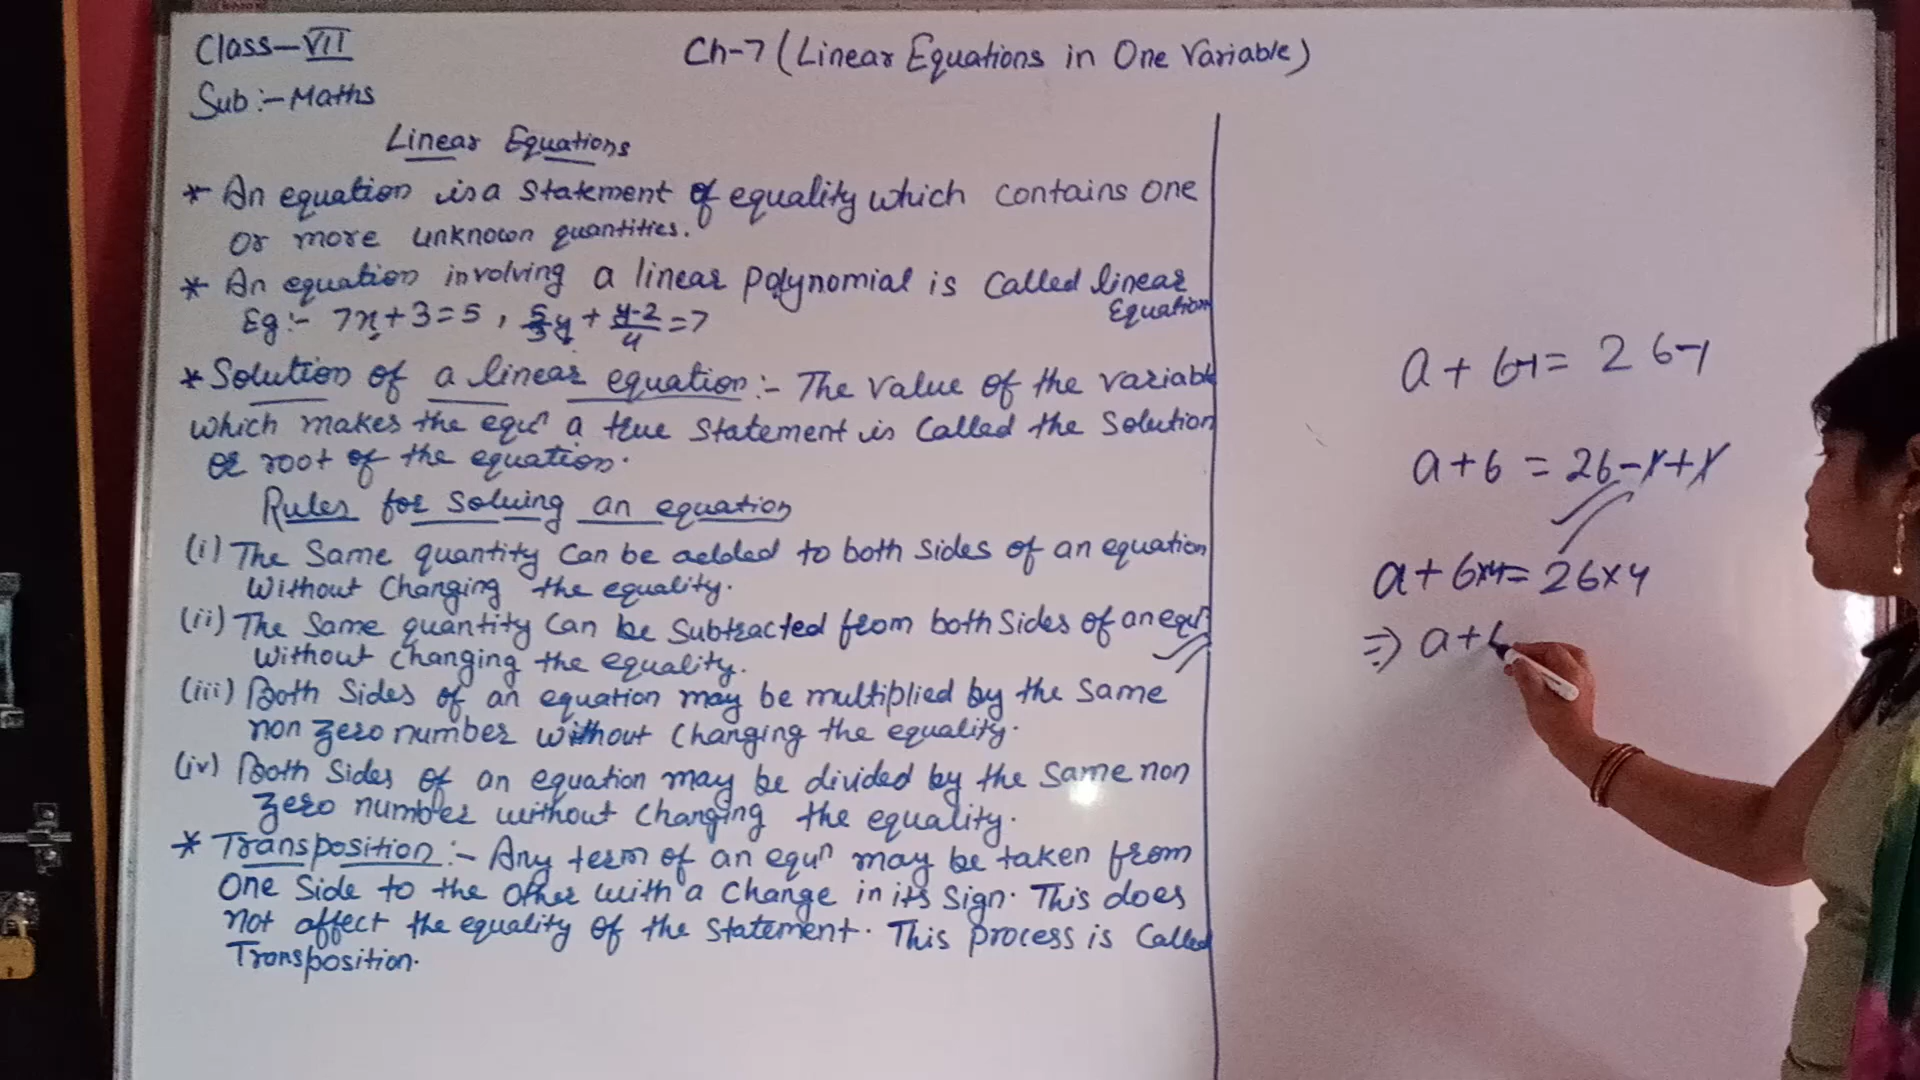 Class-VII
Ch-7 (Linear Equations in One Variable)
Sub :- Maths
Linear Equations
* An equation is a statement of equality which contains one
or more unknown quantities.
* An equation involving a linear polynomial is called linear
Equation
Eg :- 7x + 3 = 5 , 5/3 y + y-2/4 = 7
* Solution of a linear equation :- The value of the variable
which makes the equⁿ a true statement is called the solution
or root of the equation.
Rules for solving an equation
(i) The same quantity can be added to both sides of an equation
without changing the equality.
(ii) The same quantity can be subtracted from both sides of an equⁿ
without changing the equality.
(iii) Both sides of an equation may be multiplied by the same
non zero number without changing the equality.
(iv) Both sides of an equation may be divided by the same non
zero number without changing the equality.
* Transposition :- Any term of an equⁿ may be taken from
one side to the other with a change in its sign. This does
not affect the equality of the statement. This process is called
Transposition.
a + 6-1 = 26-1
a + 6 = 26-1+1
a + 6×4 = 26×4
⇒ a + 6